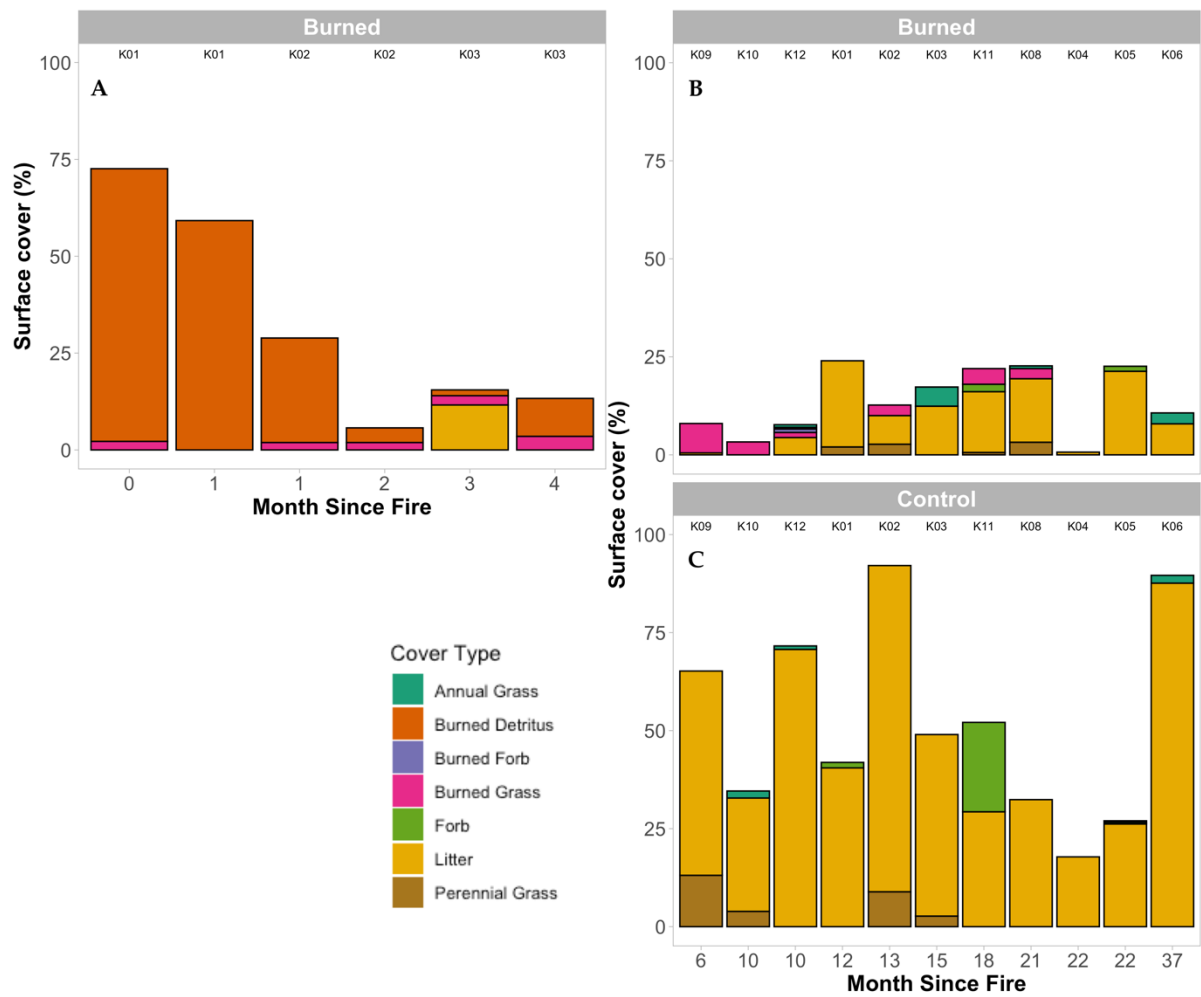 Burned
K01 K01 K02 K02 K03 K03
A
100
75
50
25
0
Surface cover (%)
0 1 1 2 3 4
Month Since Fire
Burned
K09 K10 K12 K01 K02 K03 K11 K08 K04 K05 K06
B
100
75
50
25
0
Control
K09 K10 K12 K01 K02 K03 K11 K08 K04 K05 K06
C
100
75
50
25
0
Surface cover (%)
6 10 10 12 13 15 18 21 22 22 37
Month Since Fire
Cover Type
Annual Grass
Burned Detritus
Burned Forb
Burned Grass
Forb
Litter
Perennial Grass